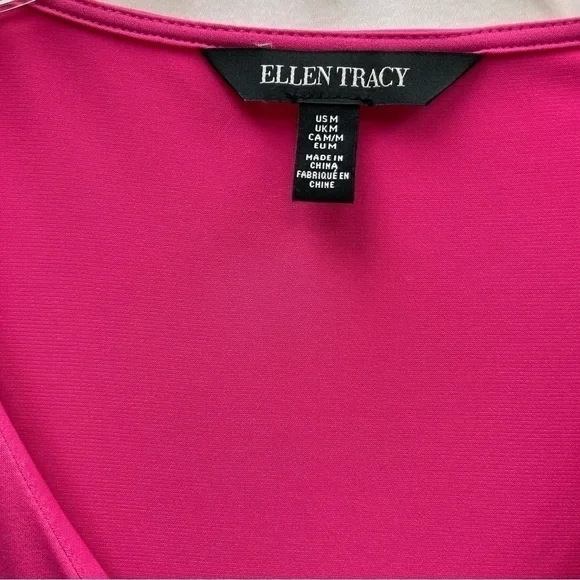 ELLEN TRACY
US M
UK M
CA M/M
EU M
MADE IN
CHINA
FABRIQUÉ EN
CHINE